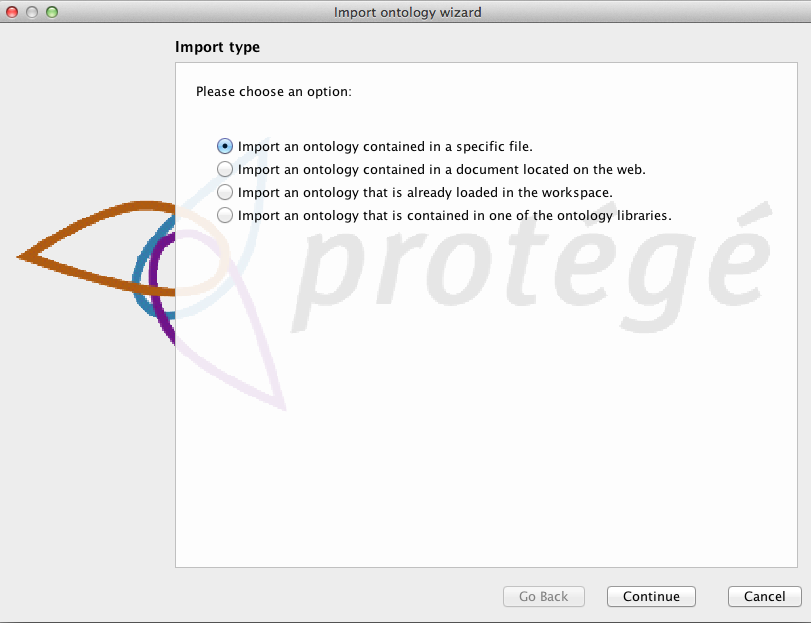 Import ontology wizard
Import type
Please choose an option:
Import an ontology contained in a specific file.
Import an ontology contained in a document located on the web.
Import an ontology that is already loaded in the workspace.
Import an ontology that is contained in one of the ontology libraries.
protégé
Go Back Continue Cancel